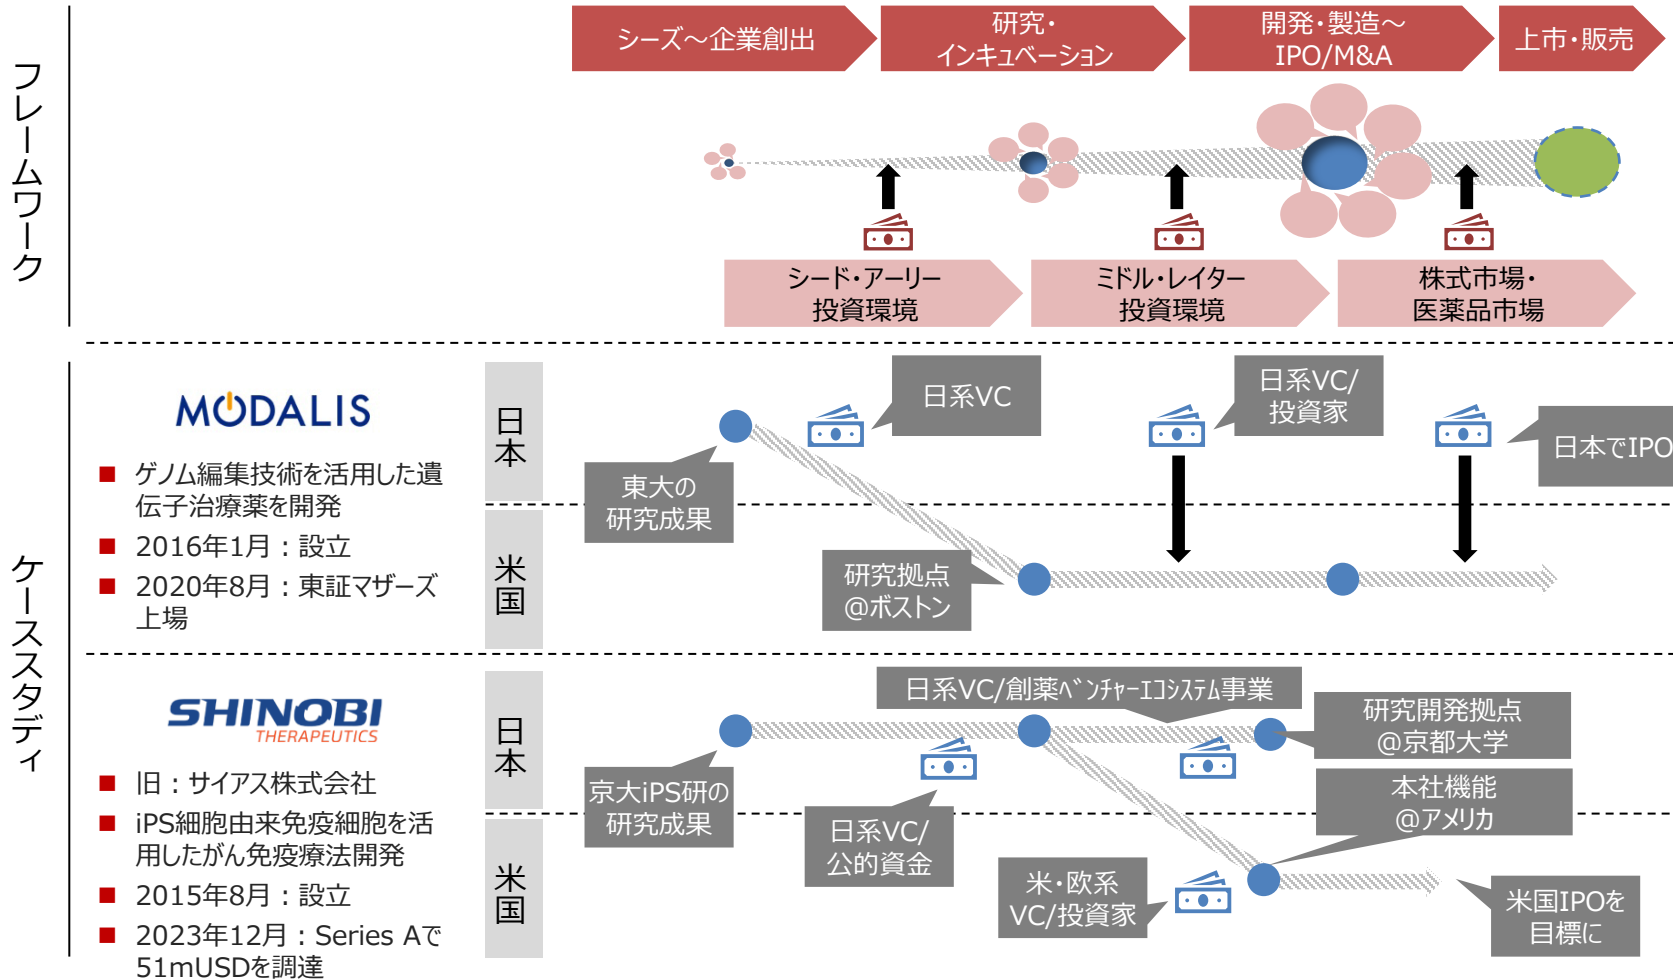 フレームワーク
シーズ～企業創出
研究・
インキュベーション
開発・製造～
IPO/M&A
上市・販売
シード・アーリー
投資環境
ミドル・レイター
投資環境
株式市場・
医薬品市場
ケーススタディ
MODALIS
■ ゲノム編集技術を活用した遺
伝子治療薬を開発
■ 2016年1月：設立
■ 2020年8月：東証マザーズ
上場
日本
米国
東大の
研究成果
日系VC
研究拠点
@ボストン
日系VC/
投資家
日本でIPO
SHINOBI
THERAPEUTICS
■ 旧：サイアス株式会社
■ iPS細胞由来免疫細胞を活
用したがん免疫療法開発
■ 2015年8月：設立
■ 2023年12月：Series Aで
51mUSDを調達
日本
米国
京大iPS研の
研究成果
日系VC/
公的資金
日系VC/創薬ﾍﾞﾝﾁｬｰｴｺｼｽﾃﾑ事業
研究開発拠点
@京都大学
本社機能
@アメリカ
米・欧系
VC/投資家
米国IPOを
目標に